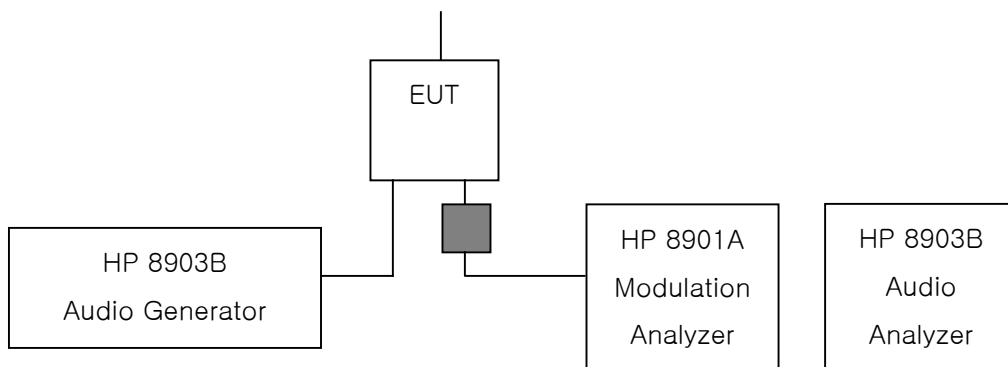 EUT
HP 8903B
Audio Generator
HP 8901A
Modulation
Analyzer
HP 8903B
Audio
Analyzer